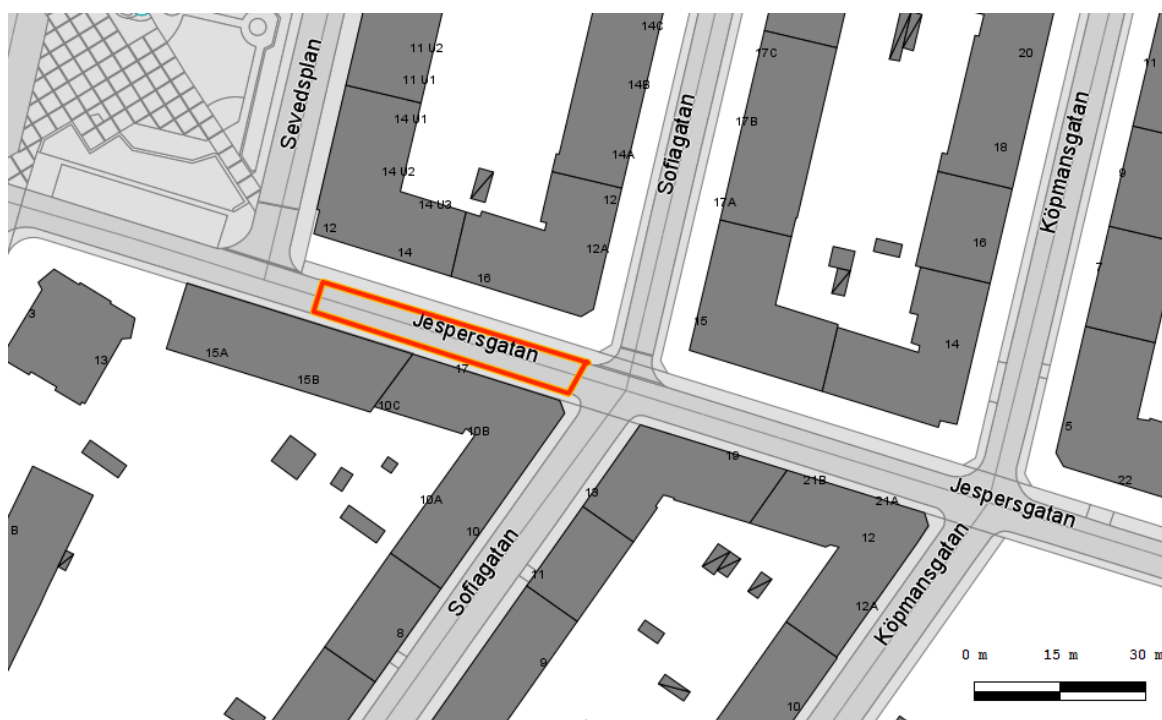 14C
20
11 U2
17C
11
11 U1
14B
Sevedsplan
14 U1
17B
Sofiagatan
Köpmansgatan
14A
18
14 U2
9
14 U3
12
17A
12
14
12A
16
16
7
3
Jespersgatan
15
14
13
15A
15B
17
10C
10B
5
19
21B
22
10A
13
21A
Jespersgatan
B
10
12
Sofiagatan
11
Köpmansgatan
12A
8
9
0 m
15 m
30 m
10